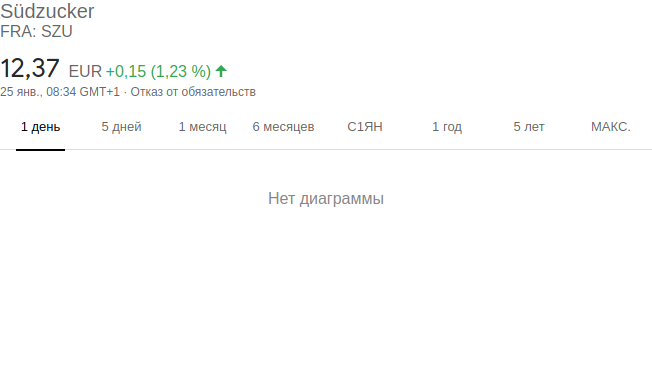 Südzucker
FRA: SZU
12,37 EUR +0,15 (1,23 %)
25 янв., 08:34 GMT+1 · Отказ от обязательств
1 день 5 дней 1 месяц 6 месяцев С1ЯН 1 год 5 лет МАКС.
Нет диаграммы